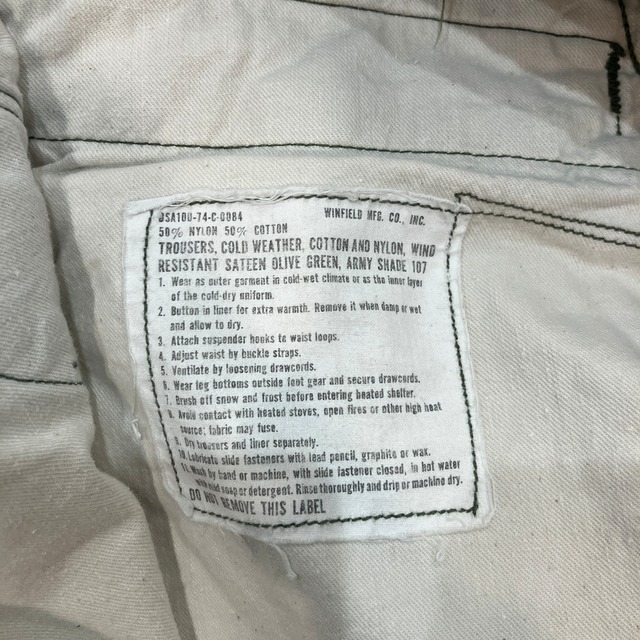 DSA100-74-C-0084 WINFIELD MFG. CO., INC.
50% NYLON 50% COTTON
TROUSERS, COLD WEATHER, COTTON AND NYLON, WIND
RESISTANT SATEEN OLIVE GREEN, ARMY SHADE 107
1. Wear as outer garment in cold-wet climate or as the inner layer
of the cold-dry uniform.
2. Button in liner for extra warmth. Remove it when damp or wet
and allow to dry.
3. Attach suspender hooks to waist loops.
4. Adjust waist by buckle straps.
5. Ventilate by loosening drawcords.
6. Wear leg bottoms outside foot gear and secure drawcords.
7. Brush off snow and frost before entering heated shelter.
8. Avoid contact with heated stoves, open fires or other high heat
source; fabric may fuse.
9. Dry trousers and liner separately.
10. Lubricate slide fasteners with lead pencil, graphite or wax.
11. Wash by hand or machine, with slide fastener closed, in hot water
with mild soap or detergent. Rinse thoroughly and drip or machine dry.
DO NOT REMOVE THIS LABEL